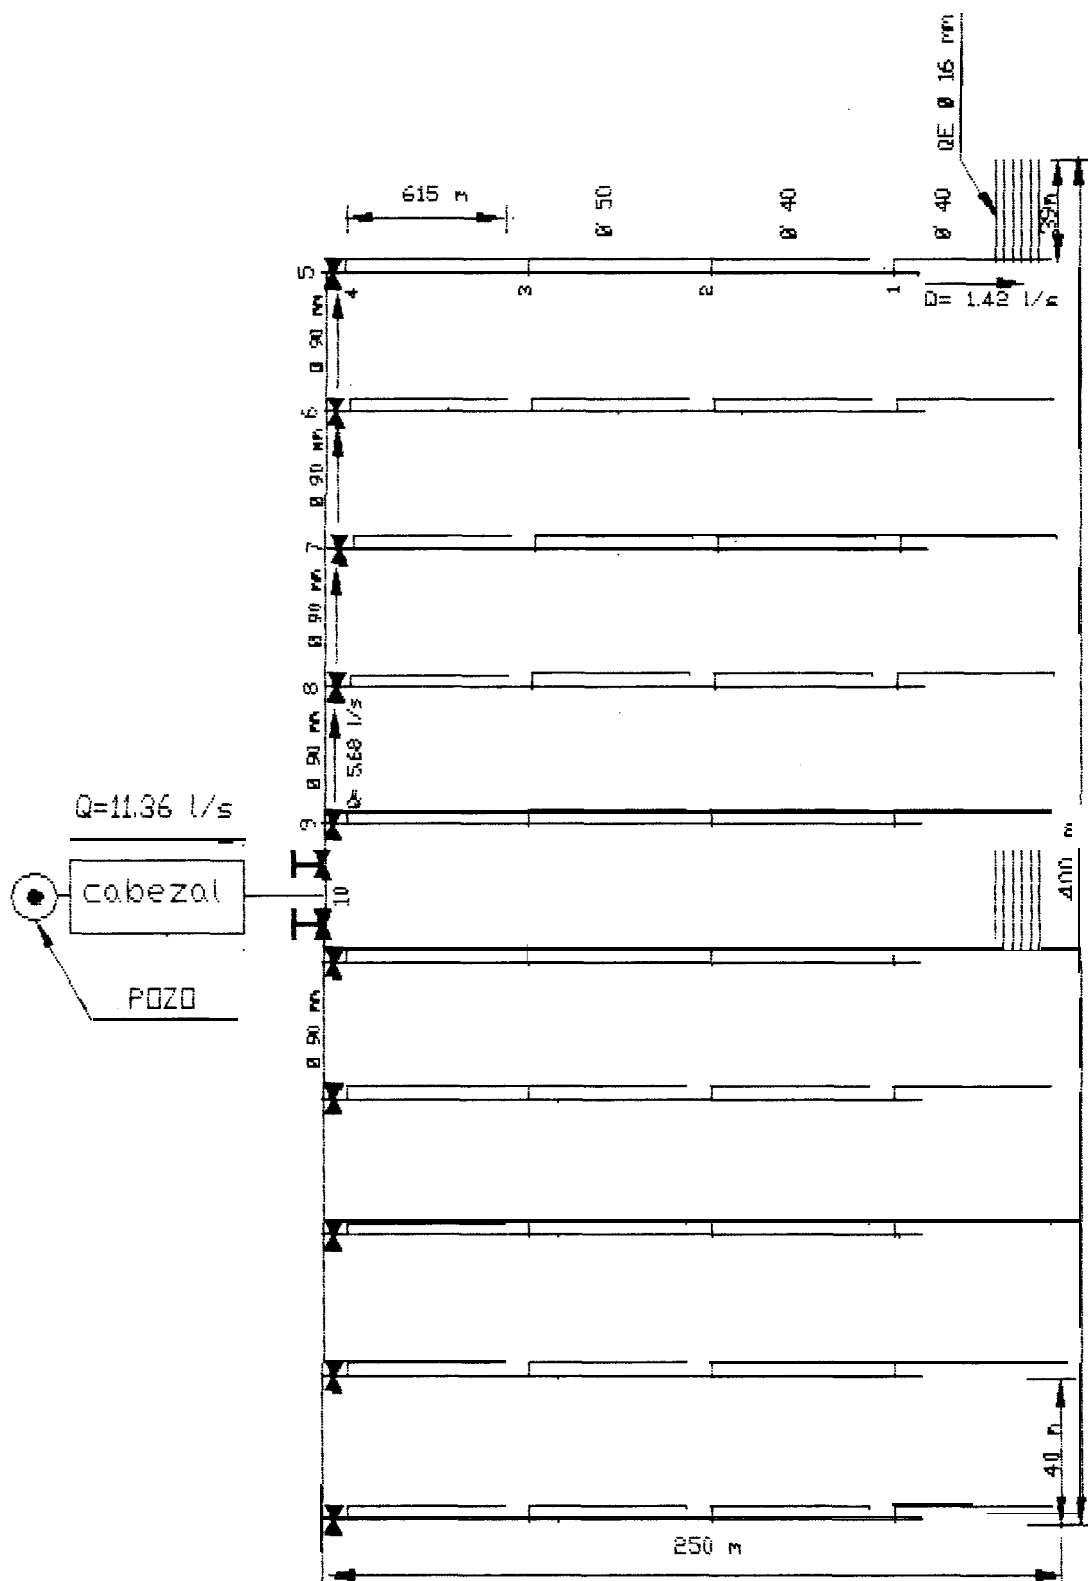 QE Ø 16 mm
615 m
Ø 50
Ø 40
Ø 40
39m
5
4
3
2
1
Q= 1.42 l/s
Ø 90 mm
6
Ø 90 mm
7
Ø 90 mm
8
Ø 90 mm
Q= 5.68 l/s
9
Q=11.36 l/s
cabezal
10
400 m
POZO
Ø 90 mm
40 m
250 m